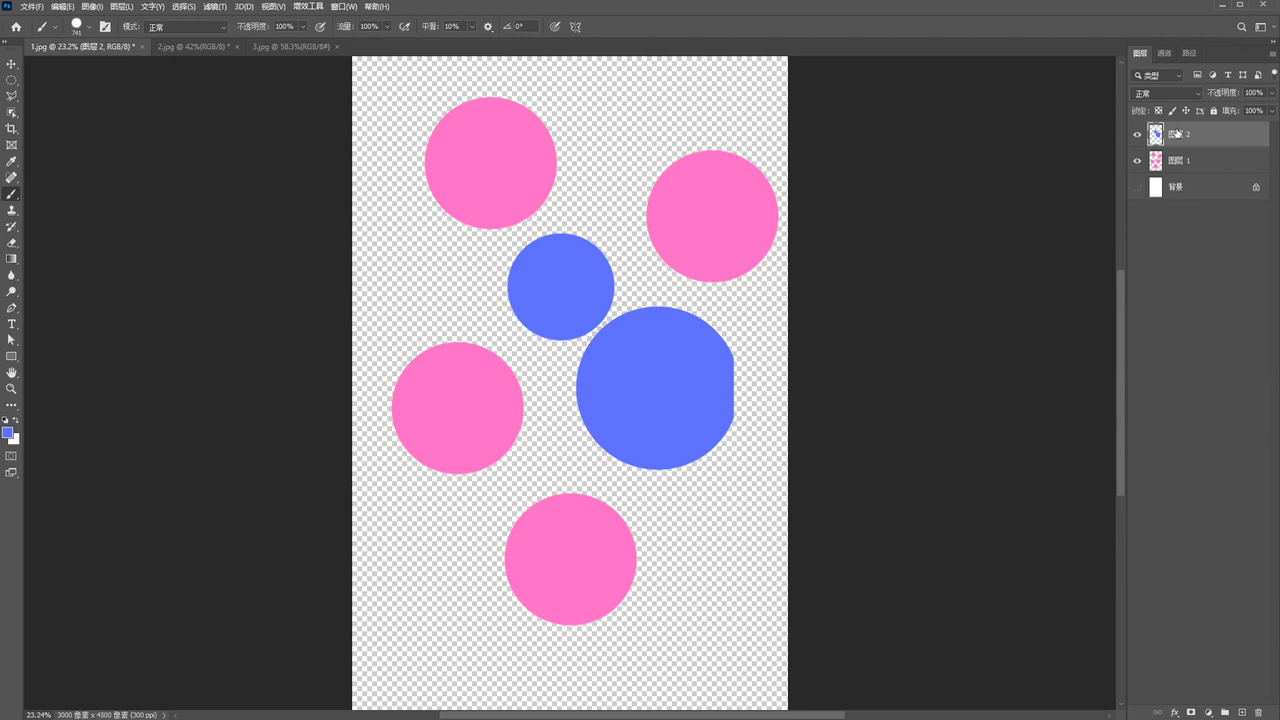 Ps 文件(F) 编辑(E) 图像(I) 图层(L) 文字(Y) 选择(S) 滤镜(T) 3D(D) 视图(V) 增效工具 窗口(W) 帮助(H)
741 模式: 正常 不透明度: 100% 流量: 100% 平滑: 10% 0°
1.jpg @ 23.2% (图层 2, RGB/8) * × 2.jpg @ 42%(RGB/8) * × 3.jpg @ 58.3%(RGB/8#) ×
图层 通道 路径
类型
正常 不透明度: 100%
锁定: 填充: 100%
图层 2
图层 1
背景
23.24% 3000 像素 x 4500 像素 (300 ppi)